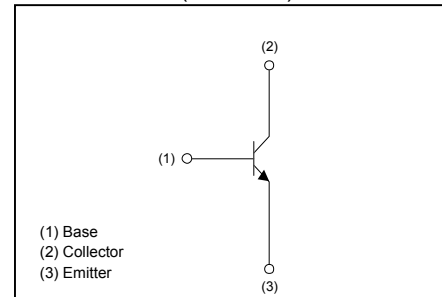 (2)
(1)
(1) Base
(2) Collector
(3) Emitter
(3)